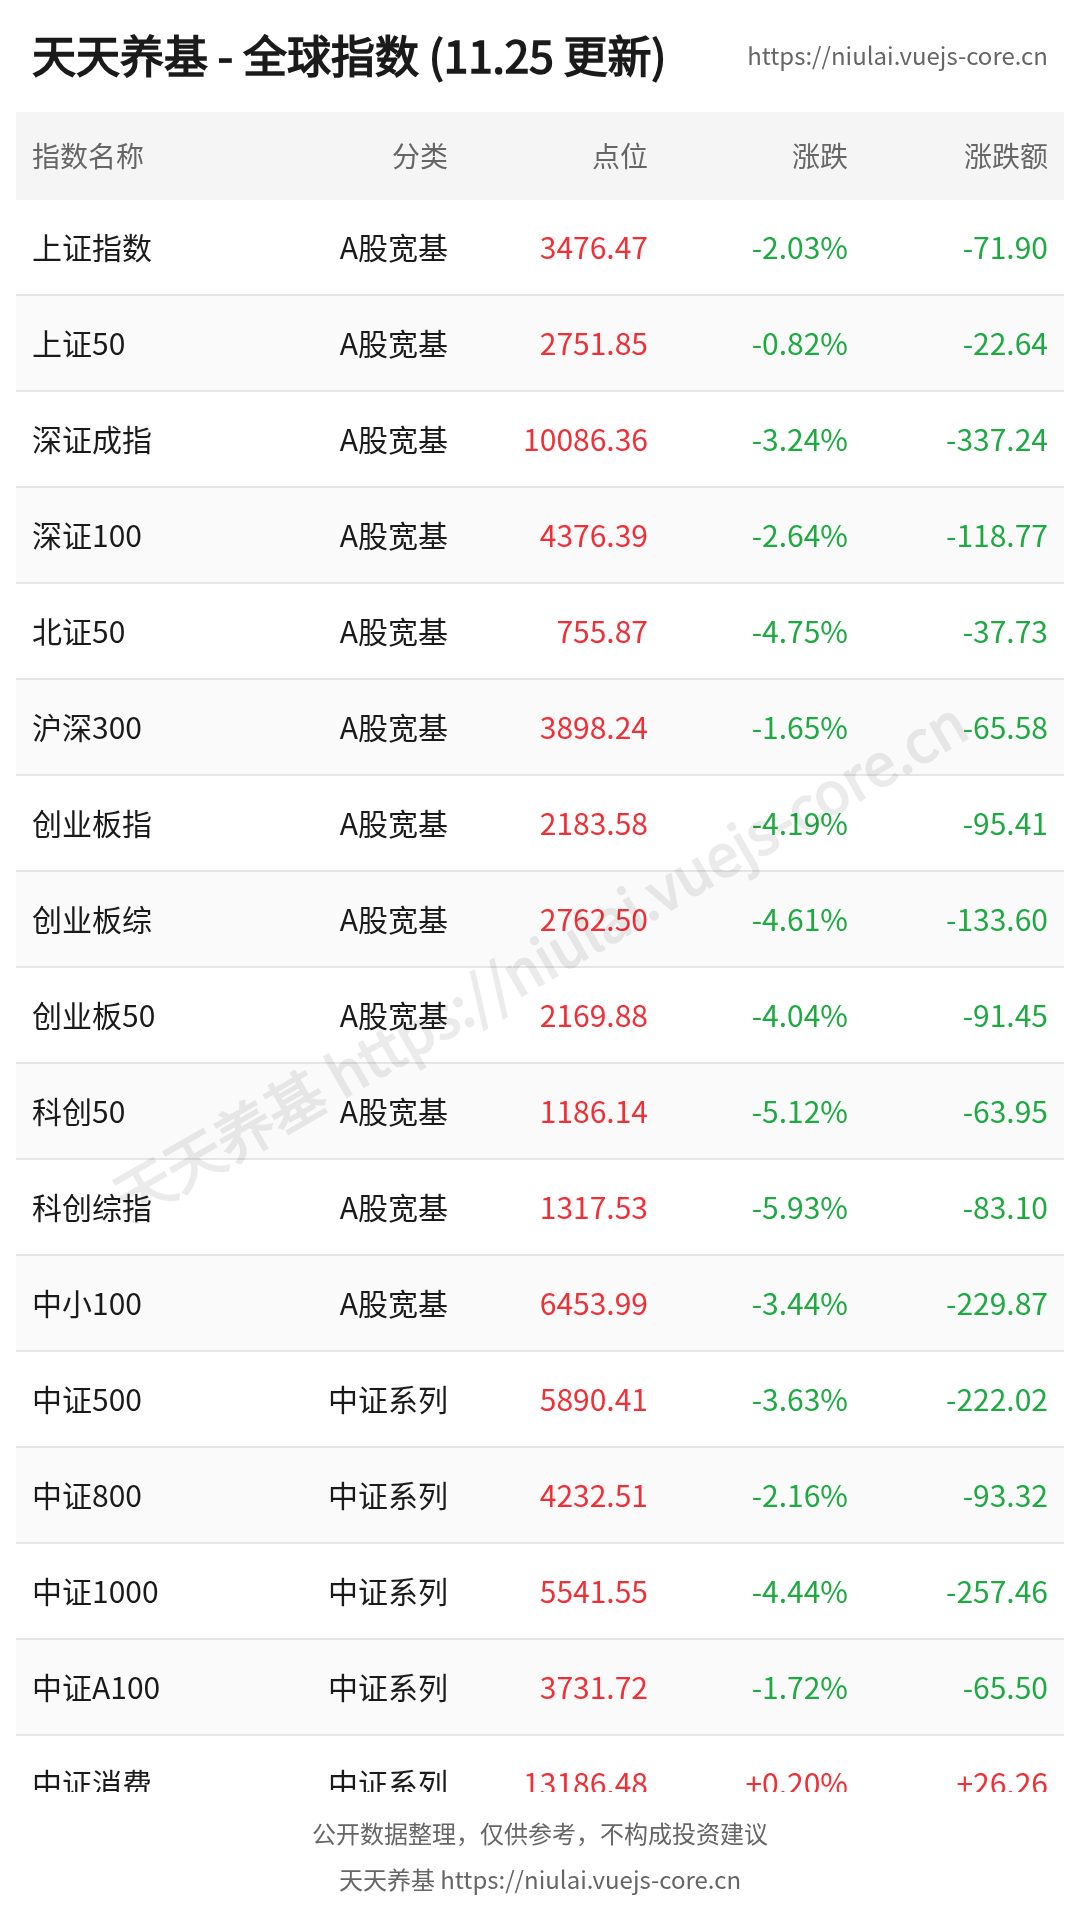 天天养基 - 全球指数 (11.25 更新) https://niulai.vuejs-core.cn
指数名称 分类 点位 涨跌 涨跌额
上证指数 A股宽基 3476.47 -2.03% -71.90
上证50 A股宽基 2751.85 -0.82% -22.64
深证成指 A股宽基 10086.36 -3.24% -337.24
深证100 A股宽基 4376.39 -2.64% -118.77
北证50 A股宽基 755.87 -4.75% -37.73
沪深300 A股宽基 3898.24 -1.65% -65.58
创业板指 A股宽基 2183.58 -4.19% -95.41
创业板综 A股宽基 2762.50 -4.61% -133.60
创业板50 A股宽基 2169.88 -4.04% -91.45
科创50 A股宽基 1186.14 -5.12% -63.95
科创综指 A股宽基 1317.53 -5.93% -83.10
中小100 A股宽基 6453.99 -3.44% -229.87
中证500 中证系列 5890.41 -3.63% -222.02
中证800 中证系列 4232.51 -2.16% -93.32
中证1000 中证系列 5541.55 -4.44% -257.46
中证A100 中证系列 3731.72 -1.72% -65.50
中证消费 中证系列 13186.48 +0.20% +26.26
天天养基 https://niulai.vuejs-core.cn
公开数据整理，仅供参考，不构成投资建议
天天养基 https://niulai.vuejs-core.cn